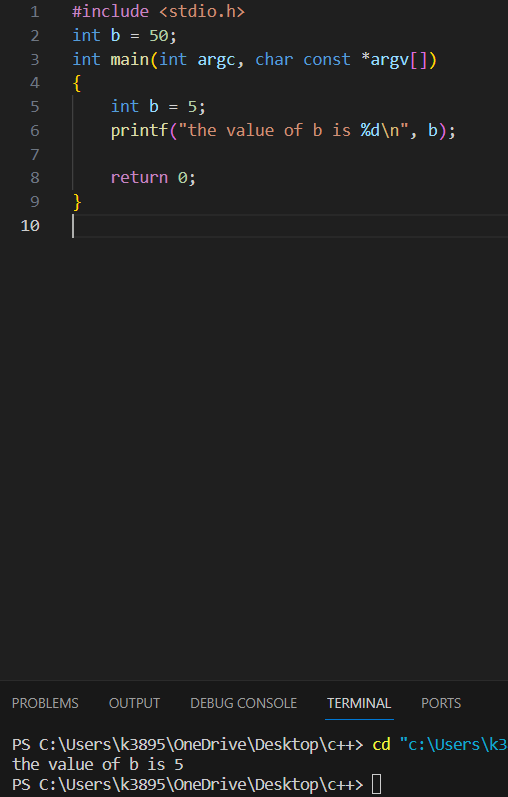 1 #include <stdio.h>
2 int b = 50;
3 int main(int argc, char const *argv[])
4 {
5     int b = 5;
6     printf("the value of b is %d\n", b);
7
8     return 0;
9 }
10
PROBLEMS OUTPUT DEBUG CONSOLE TERMINAL PORTS
PS C:\Users\k3895\OneDrive\Desktop\c++> cd "c:\Users\k3
the value of b is 5
PS C:\Users\k3895\OneDrive\Desktop\c++>